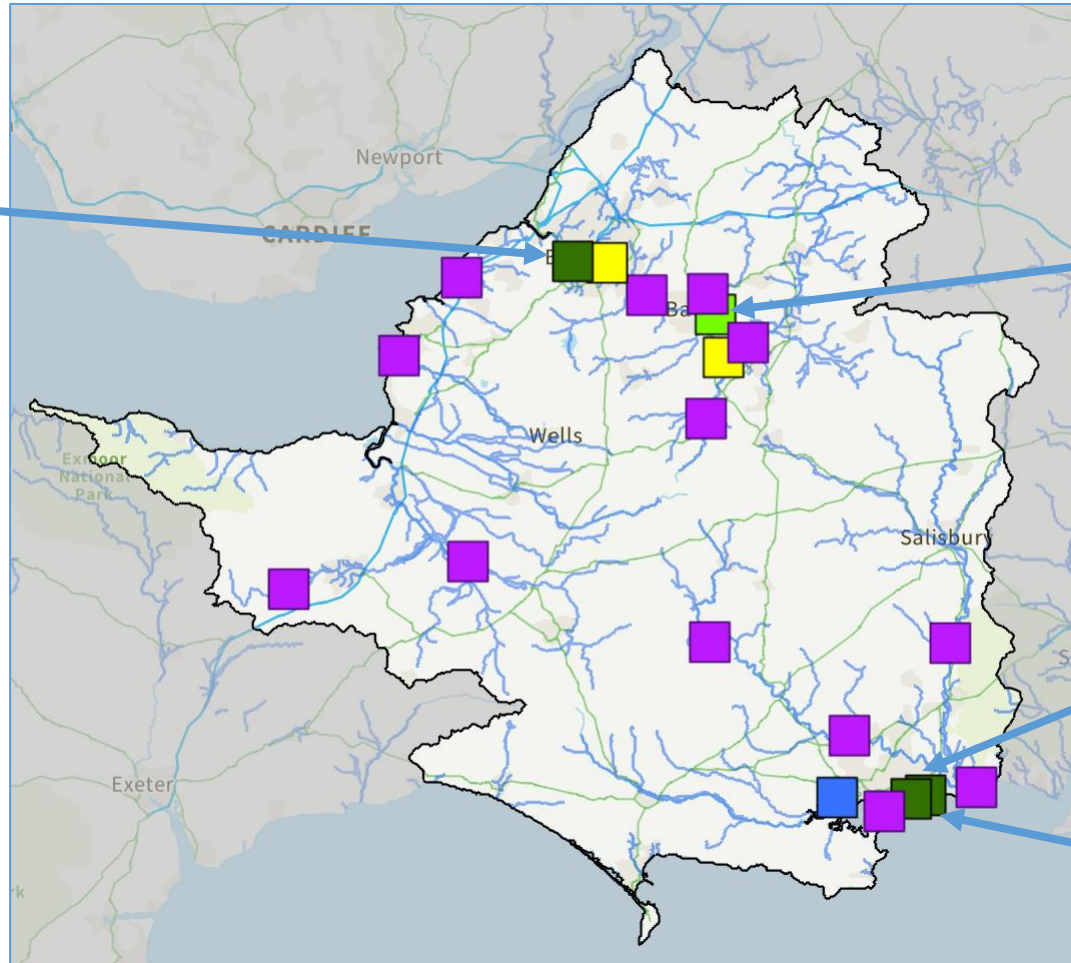 Newport
CARDIFF
Wells
Exmoor
National
Park
Salisbury
Exeter